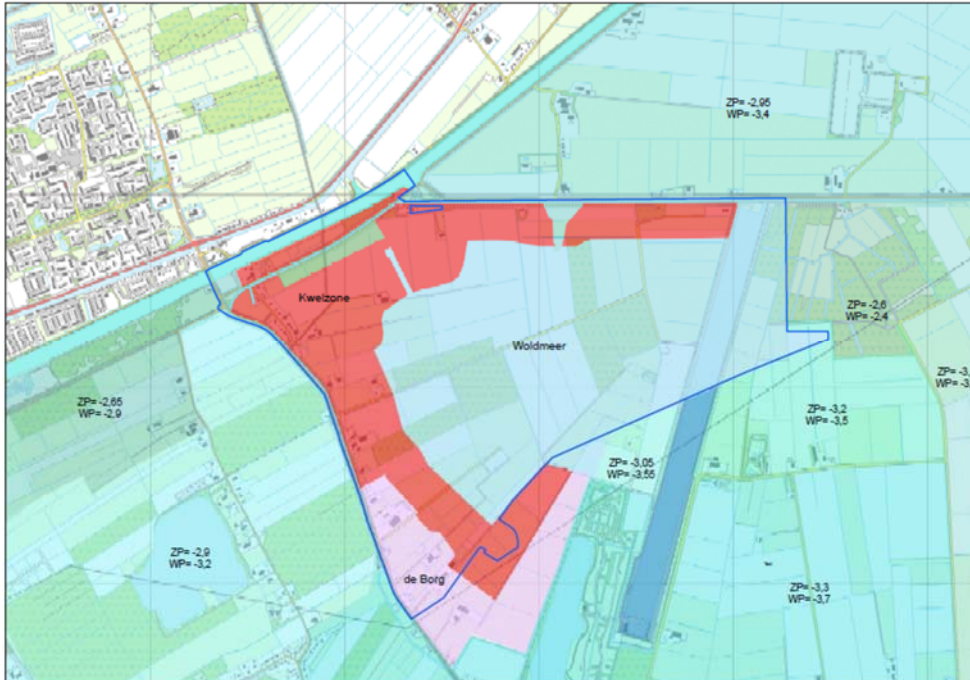 ZP= -2,95
WP= -3,4
Kwelzone
ZP= -2,6
WP= -2,4
Woldmeer
ZP= -2,65
WP= -2,9
ZP= -3,2
WP= -3,5
ZP= -3,05
WP= -3,55
ZP= -2,9
WP= -3,2
de Borg
ZP= -3,3
WP= -3,7